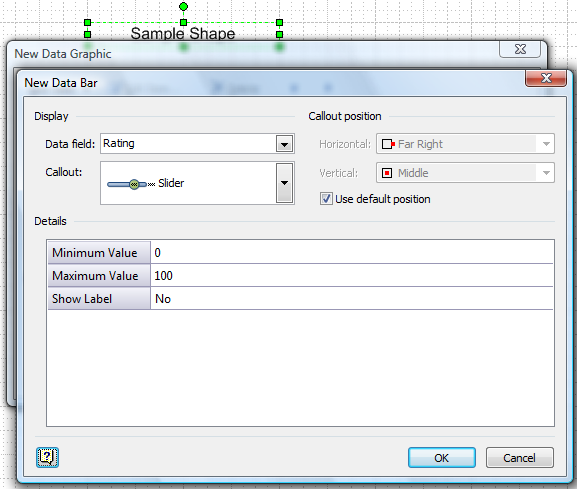 Sample Shape
New Data Graphic
New Data Bar
Display
Callout position
Data field: Rating
Horizontal: Far Right
Callout: Slider
Vertical: Middle
Use default position
Details
Minimum Value 0
Maximum Value 100
Show Label No
OK Cancel